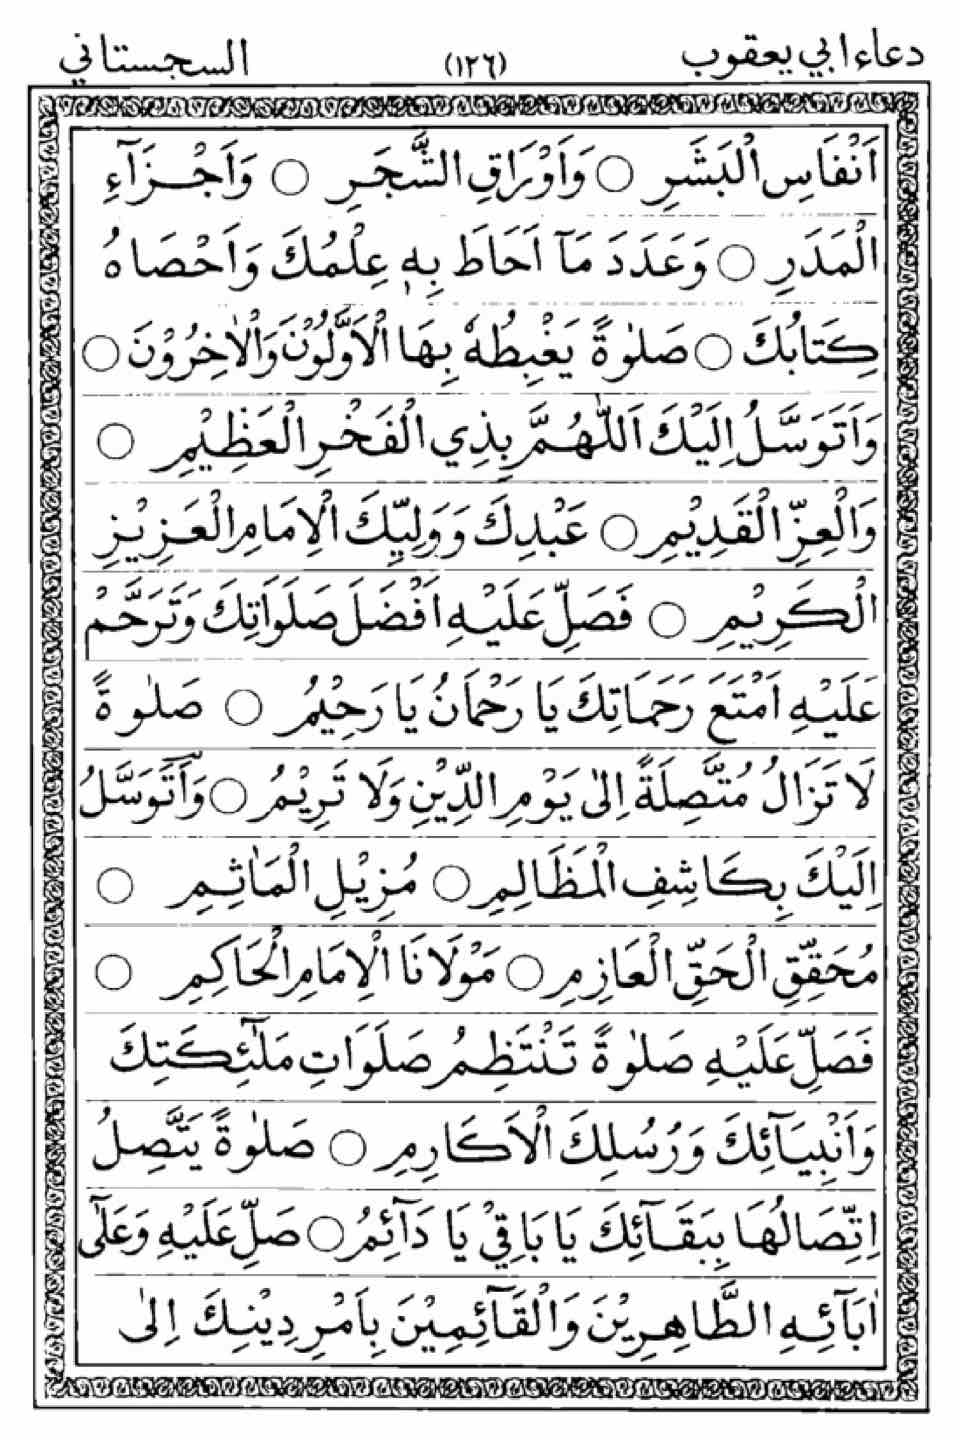 دعاء ابي يعقوب (١٢٦) السجستاني
اَنْفَاسِ الْبَشَرِ ○ وَاَوْرَاقِ الشَّجَرِ ○ وَاَجْزَآءِ
الْمَدَرِ ○ وَعَدَدَ مَآ اَحَاطَ بِهٖ عِلْمُكَ وَاَحْصَاهُ
كِتَابُكَ ○ صَلٰوةً يَغْبِطُهٗ بِهَا الْاَوَّلُوْنَ وَالْاٰخِرُوْنَ ○
وَاَتَوَسَّلُ اِلَيْكَ اَللّٰهُمَّ بِذِي الْفَخْرِ الْعَظِيْمِ ○
وَالْعِزِّ الْقَدِيْمِ ○ عَبْدِكَ وَوَلِيِّكَ الْاِمَامِ الْعَزِيْزِ
الْكَرِيْمِ ○ فَصَلِّ عَلَيْهِ اَفْضَلَ صَلَوَاتِكَ وَتَرَحَّمْ
عَلَيْهِ اَمْتَعَ رَحَمَاتِكَ يَا رَحْمَانُ يَا رَحِيْمُ ○ صَلٰوةً
لَا تَزَالُ مُتَّصِلَةً اِلٰى يَوْمِ الدِّيْنِ وَلَا تَرِيْمُ ○ وَاَتَوَسَّلُ
اِلَيْكَ بِكَاشِفِ الْمَظَالِمِ ○ مُزِيْلِ الْمَاٰثِمِ ○
مُحَقِّقِ الْحَقِّ الْعَازِمِ ○ مَوْلَانَا الْاِمَامِ الْحَاكِمِ ○
فَصَلِّ عَلَيْهِ صَلٰوةً تَنْتَظِمُ صَلَوَاتِ مَلٰٓئِكَتِكَ
وَاَنْبِيَآئِكَ وَرُسُلِكَ الْاَكَارِمِ ○ صَلٰوةً يَتَّصِلُ
اِتِّصَالُهَا بِبَقَآئِكَ يَا بَاقِيْ يَا دَآئِمُ ○ صَلِّ عَلَيْهِ وَعَلٰٓى
اٰبَآئِهِ الطَّاهِرِيْنَ وَالْقَآئِمِيْنَ بِاَمْرِ دِيْنِكَ اِلٰى